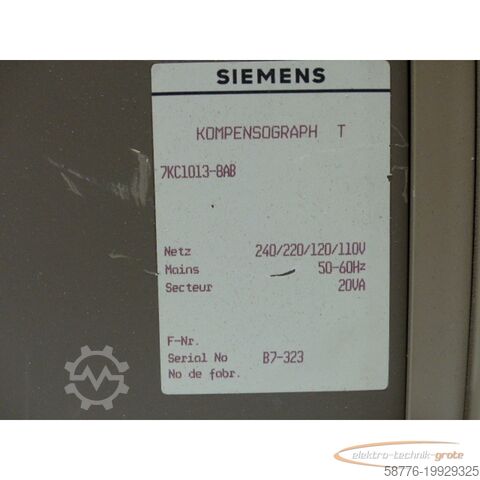 SIEMENS
KOMPENSOGRAPH T
7KC1013-8AB
Netz 240/220/120/110V
Mains 50-60Hz
Secteur 20VA
F-Nr.
Serial No B7-323
No de fabr.
elektro-technik-grote
58776-19929325